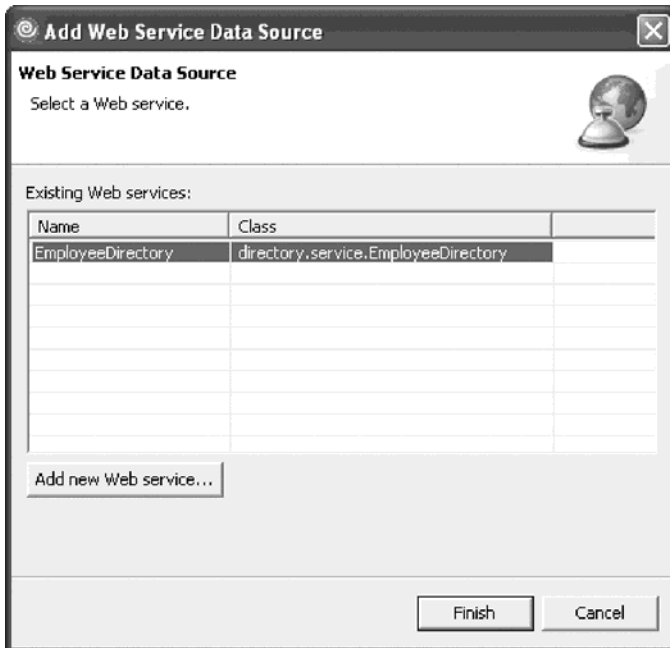 Add Web Service Data Source
Web Service Data Source
Select a Web service.
Existing Web services:
Name Class
EmployeeDirectory directory.service.EmployeeDirectory
Add new Web service...
Finish Cancel